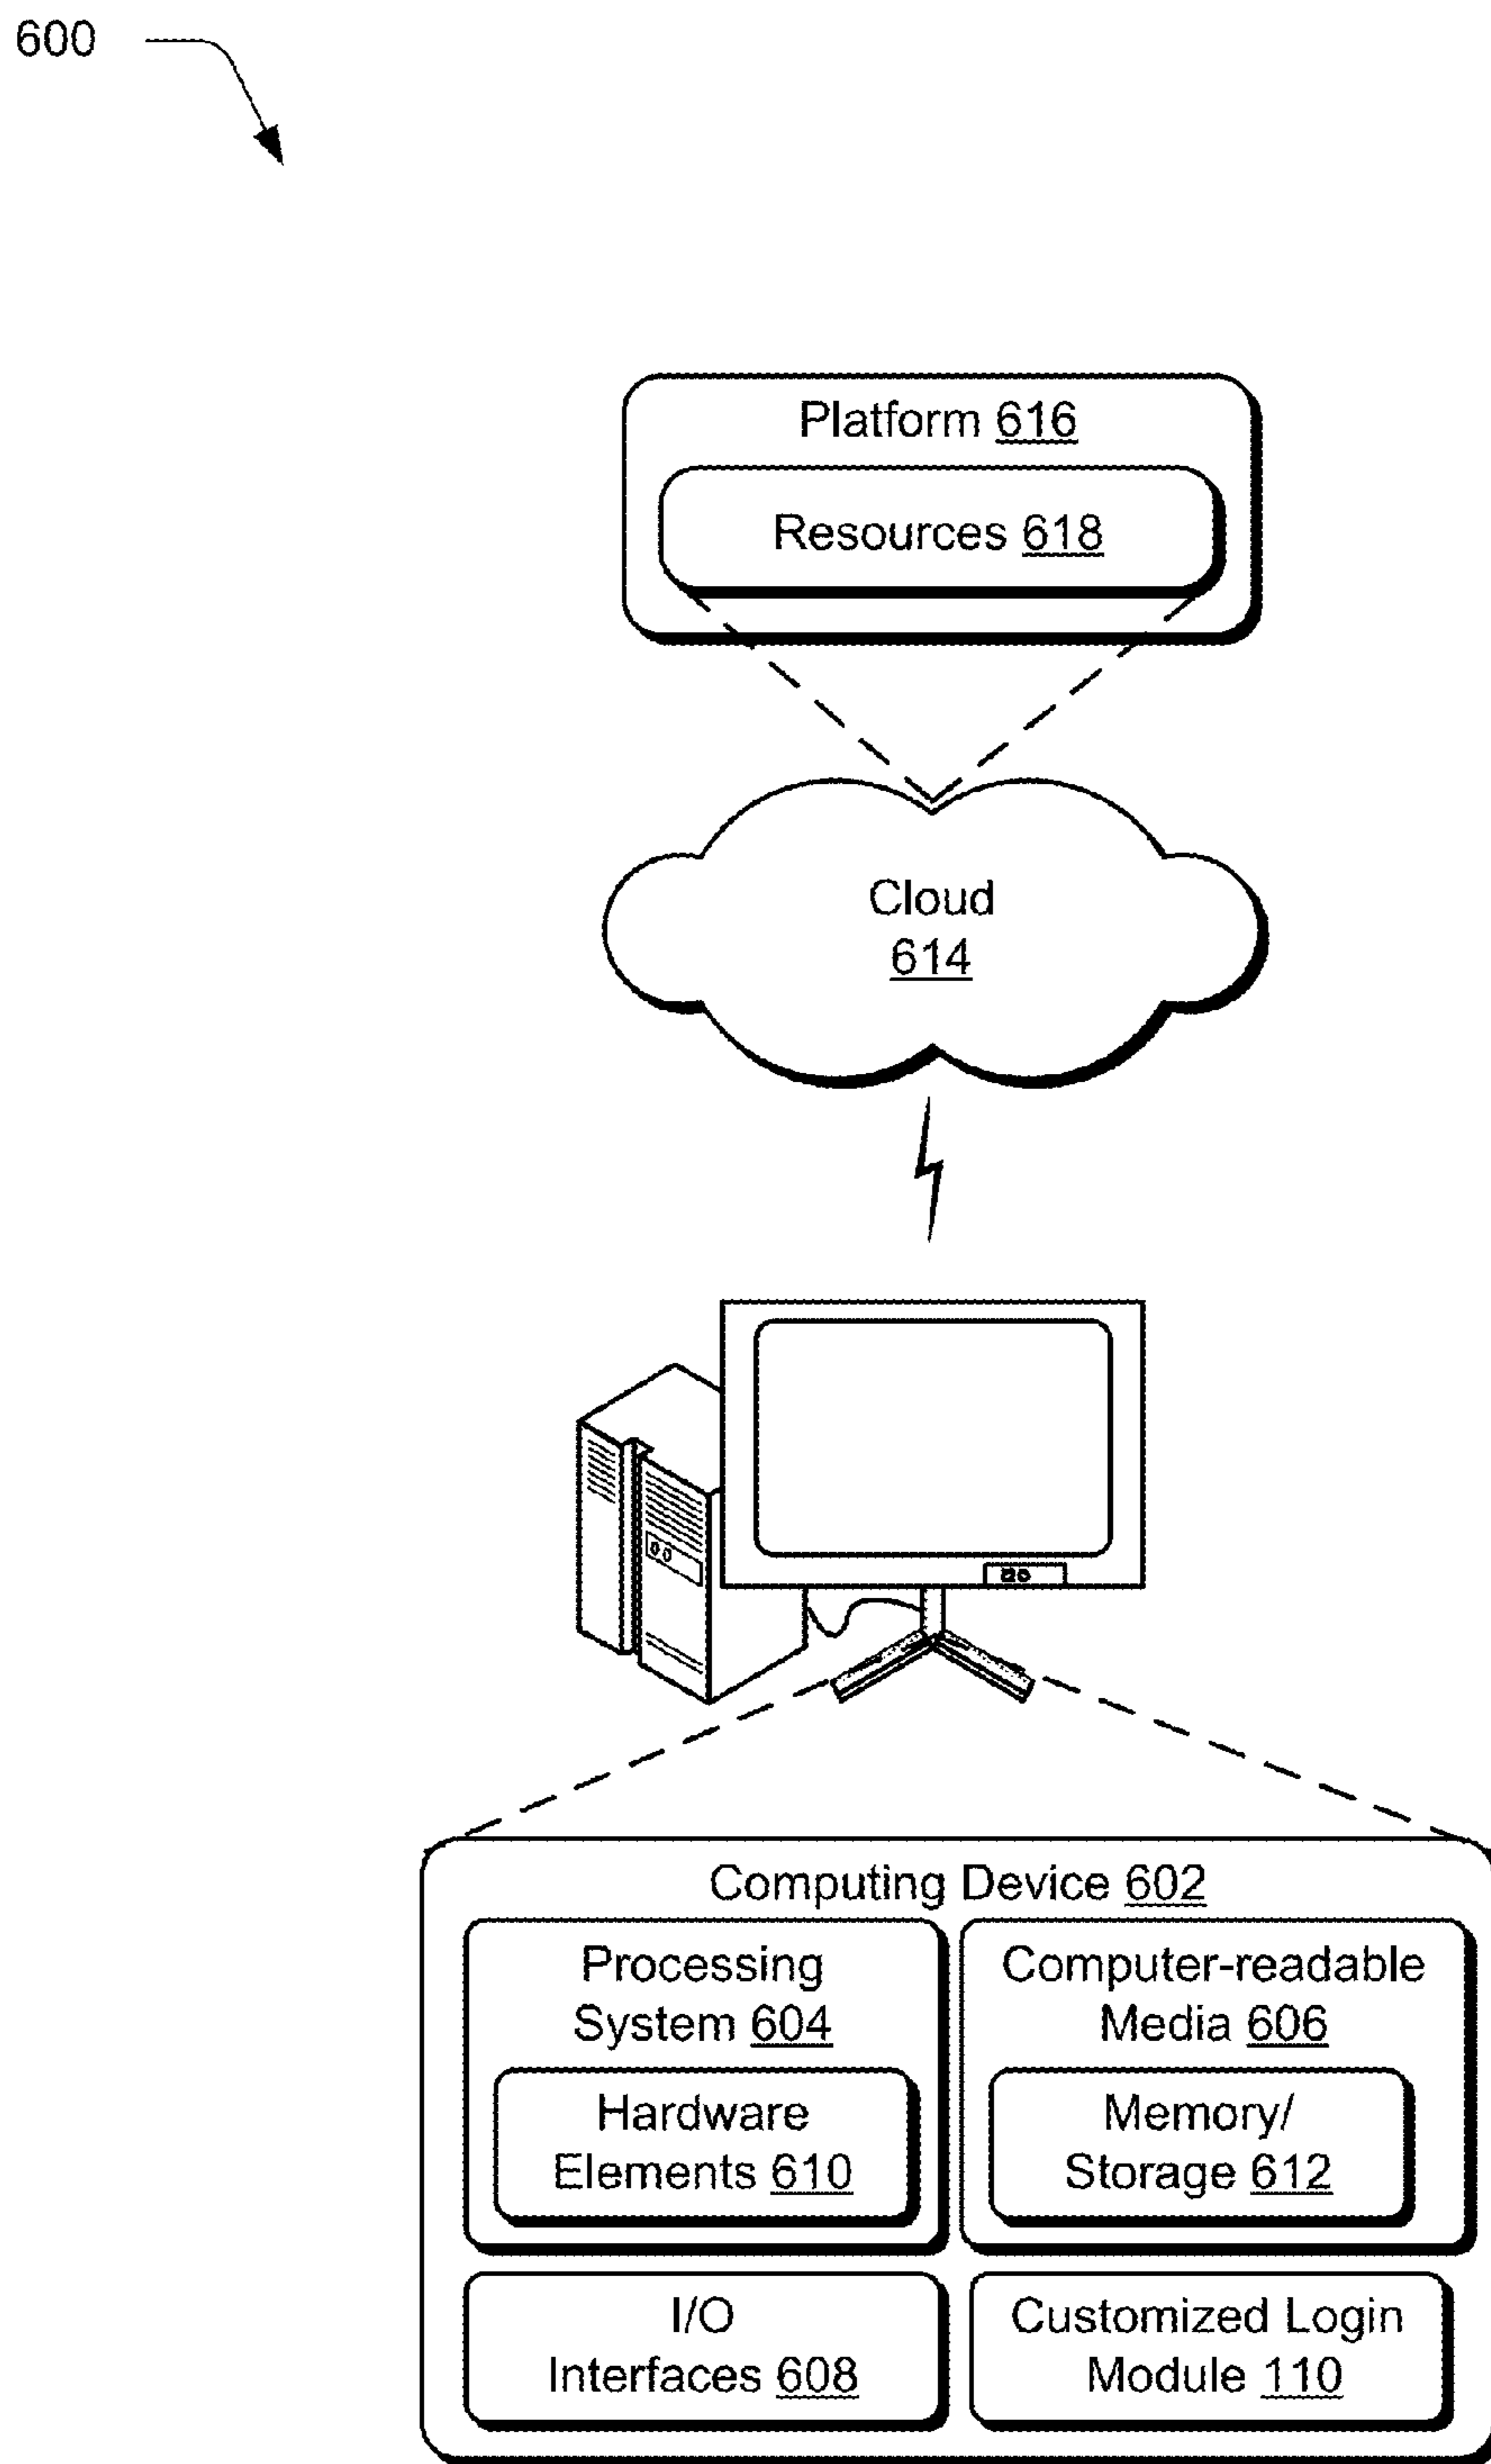 600
Platform 616
Resources 618
Cloud
614
Computing Device 602
Processing
System 604
Hardware
Elements 610
Computer-readable
Media 606
Memory/
Storage 612
I/O
Interfaces 608
Customized Login
Module 110